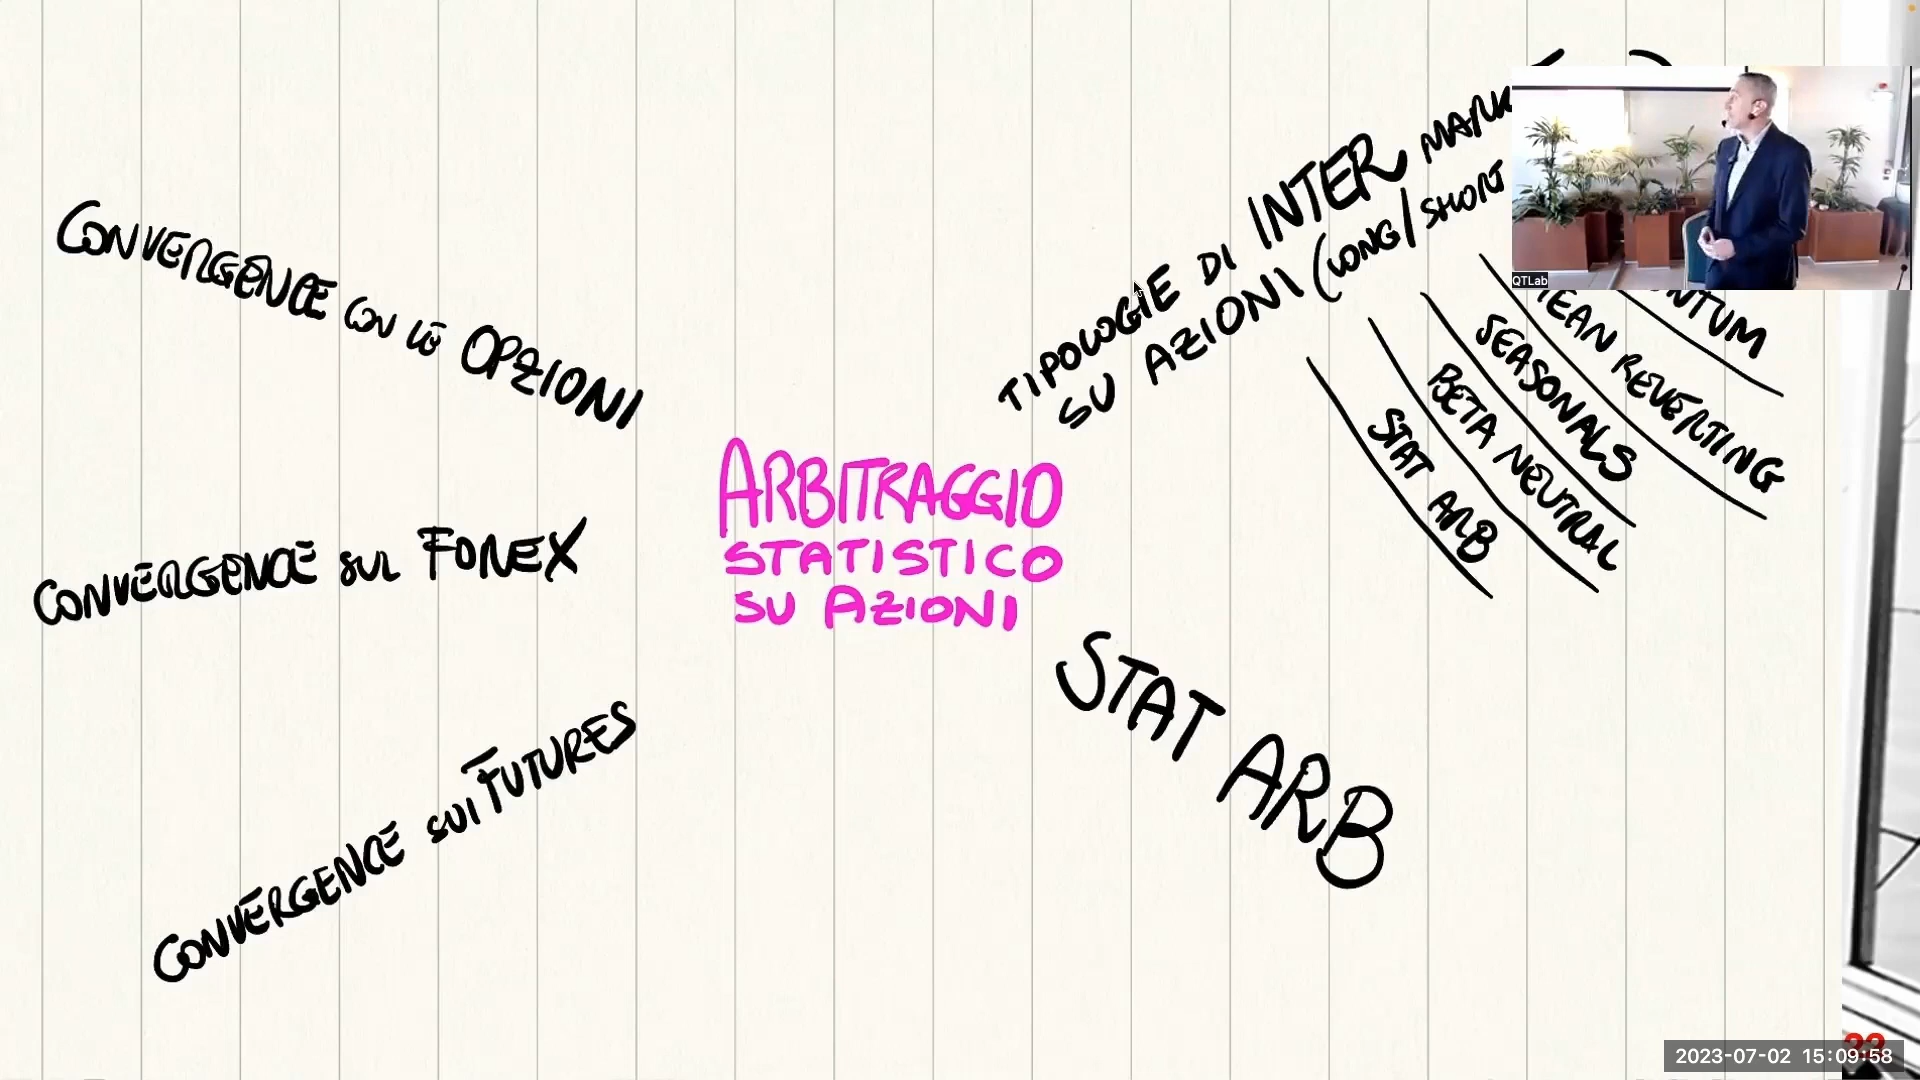 CONVERGENCE CON LE OPZIONI
CONVERGENCE SUL FOREX
CONVERGENCE SUI FUTURES
ARBITRAGGIO
STATISTICO
SU AZIONI
TIPOLOGIE DI INTER
SU AZIONI (LONG/SHORT
MEAN REVERTING
SEASONALS
BETA NEUTRAL
STAT ARB
STAT ARB
QTLab
2023-07-02 15:09:58